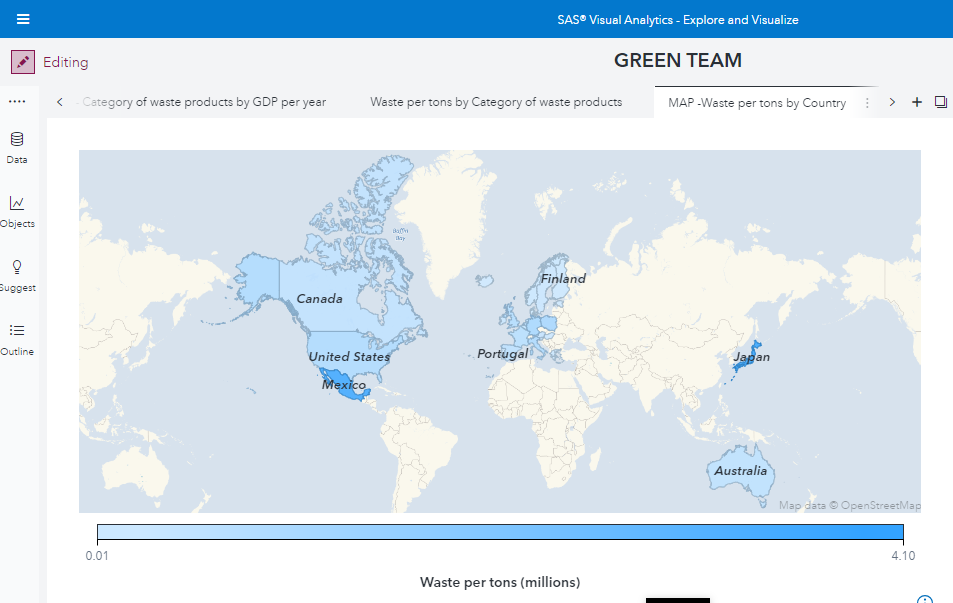 SAS® Visual Analytics - Explore and Visualize
Editing
GREEN TEAM
Category of waste products by GDP per year
Waste per tons by Category of waste products
MAP -Waste per tons by Country
Data
Objects
Suggest
Outline
Baffin
Bay
Finland
Canada
Portugal
United States
Japan
Mexico
Australia
Map data © OpenStreetMap
0.01
4.10
Waste per tons (millions)